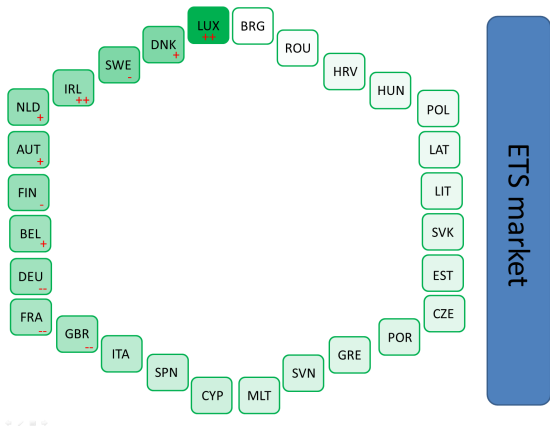 LUX
++
BRG
DNK
+
ROU
SWE
-
HRV
IRL
++
HUN
NLD
+
POL
AUT
+
LAT
FIN
-
LIT
BEL
+
SVK
DEU
--
EST
FRA
--
CZE
GBR
--
POR
ITA
GRE
SPN
SVN
CYP
MLT
ETS market